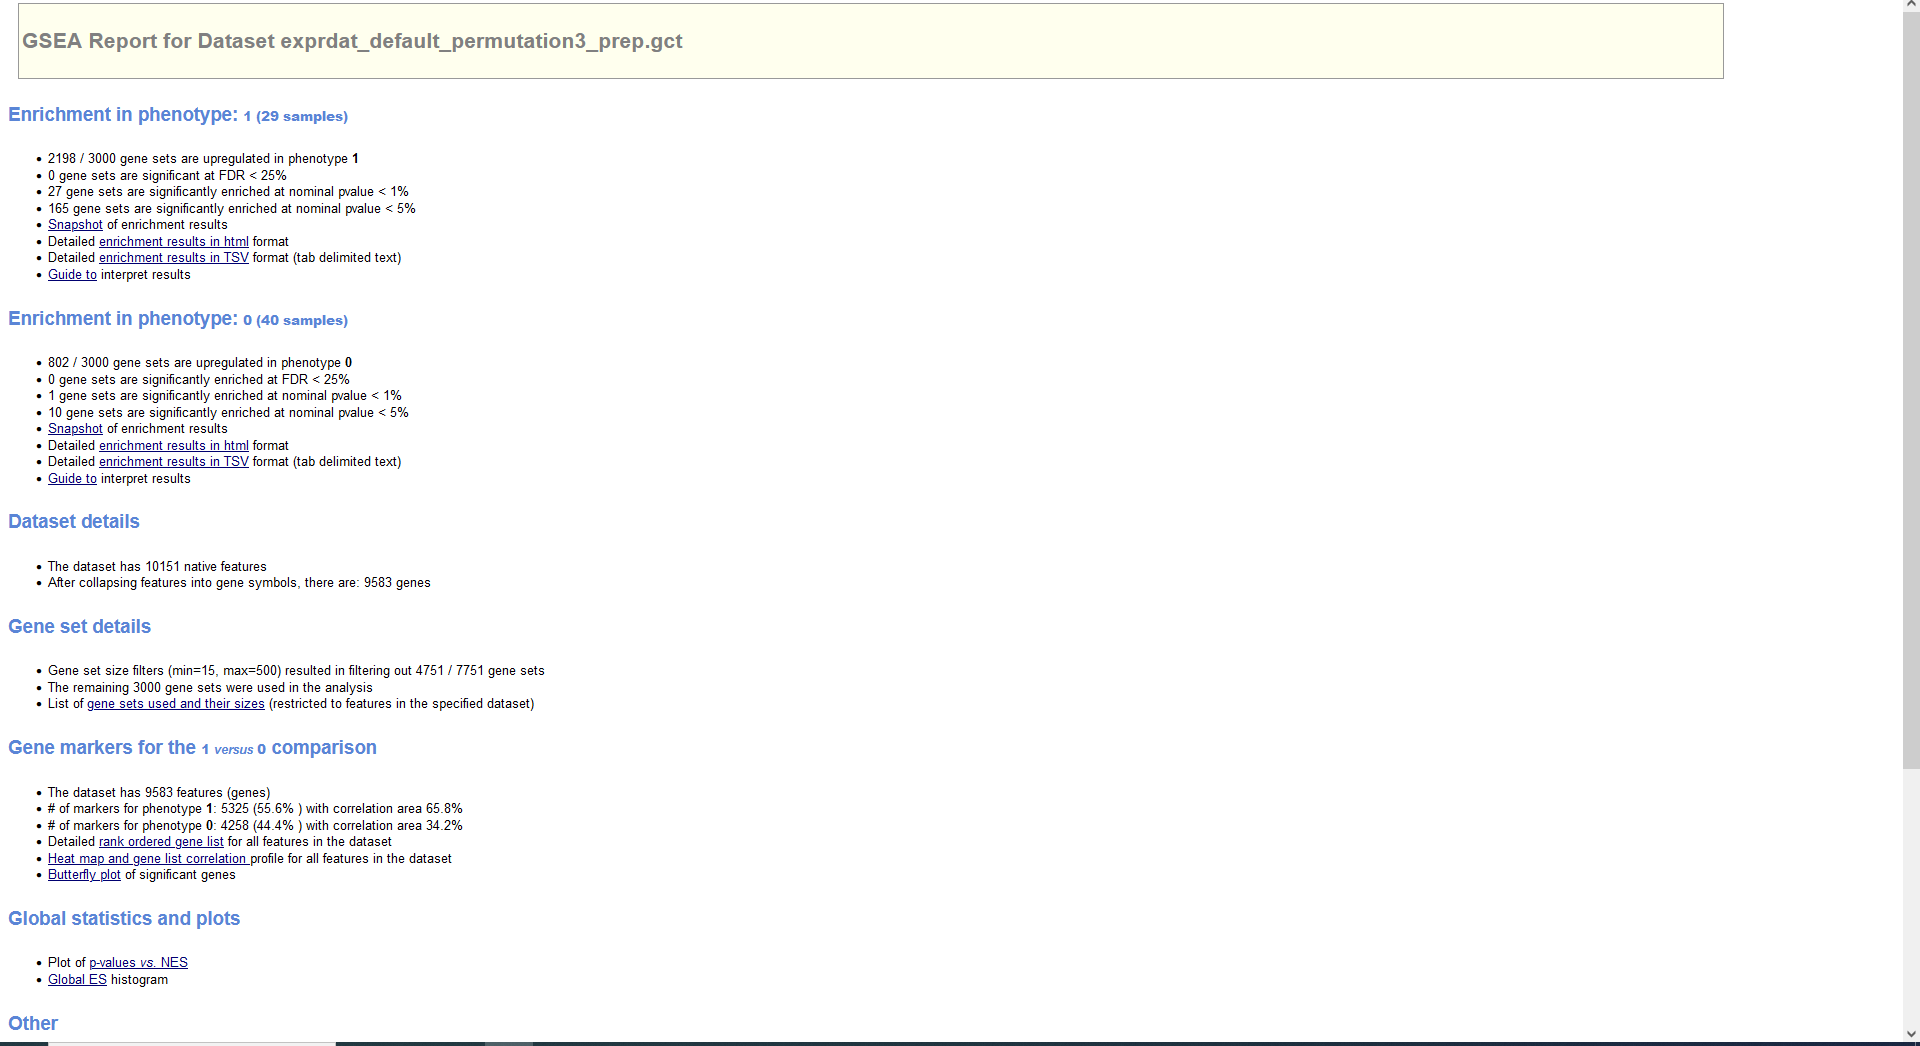 GSEA Report for Dataset exprdat_default_permutation3_prep.gct
Enrichment in phenotype: 1 (29 samples)
• 2198 / 3000 gene sets are upregulated in phenotype 1
• 0 gene sets are significant at FDR < 25%
• 27 gene sets are significantly enriched at nominal pvalue < 1%
• 165 gene sets are significantly enriched at nominal pvalue < 5%
• Snapshot of enrichment results
• Detailed enrichment results in html format
• Detailed enrichment results in TSV format (tab delimited text)
• Guide to interpret results
Enrichment in phenotype: 0 (40 samples)
• 802 / 3000 gene sets are upregulated in phenotype 0
• 0 gene sets are significantly enriched at FDR < 25%
• 1 gene sets are significantly enriched at nominal pvalue < 1%
• 10 gene sets are significantly enriched at nominal pvalue < 5%
• Snapshot of enrichment results
• Detailed enrichment results in html format
• Detailed enrichment results in TSV format (tab delimited text)
• Guide to interpret results
Dataset details
• The dataset has 10151 native features
• After collapsing features into gene symbols, there are: 9583 genes
Gene set details
• Gene set size filters (min=15, max=500) resulted in filtering out 4751 / 7751 gene sets
• The remaining 3000 gene sets were used in the analysis
• List of gene sets used and their sizes (restricted to features in the specified dataset)
Gene markers for the 1 versus 0 comparison
• The dataset has 9583 features (genes)
• # of markers for phenotype 1: 5325 (55.6% ) with correlation area 65.8%
• # of markers for phenotype 0: 4258 (44.4% ) with correlation area 34.2%
• Detailed rank ordered gene list for all features in the dataset
• Heat map and gene list correlation profile for all features in the dataset
• Butterfly plot of significant genes
Global statistics and plots
• Plot of p-values vs. NES
• Global ES histogram
Other